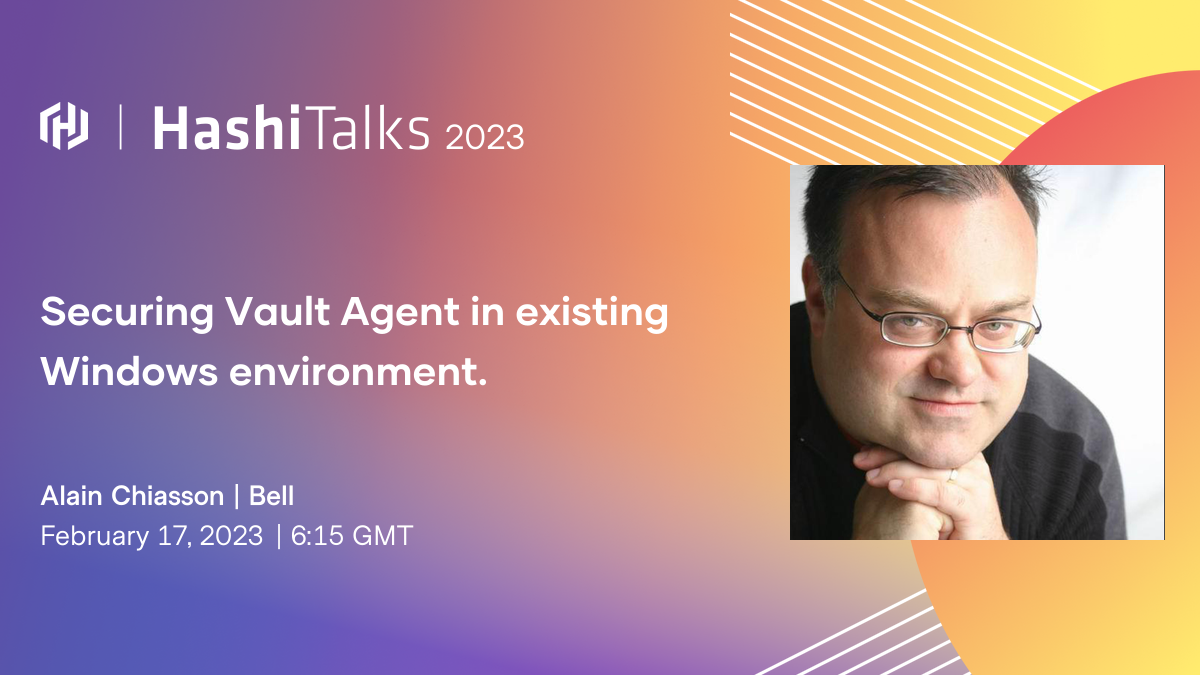 HashiTalks 2023
Securing Vault Agent in existing
Windows environment.
Alain Chiasson | Bell
February 17, 2023 | 6:15 GMT